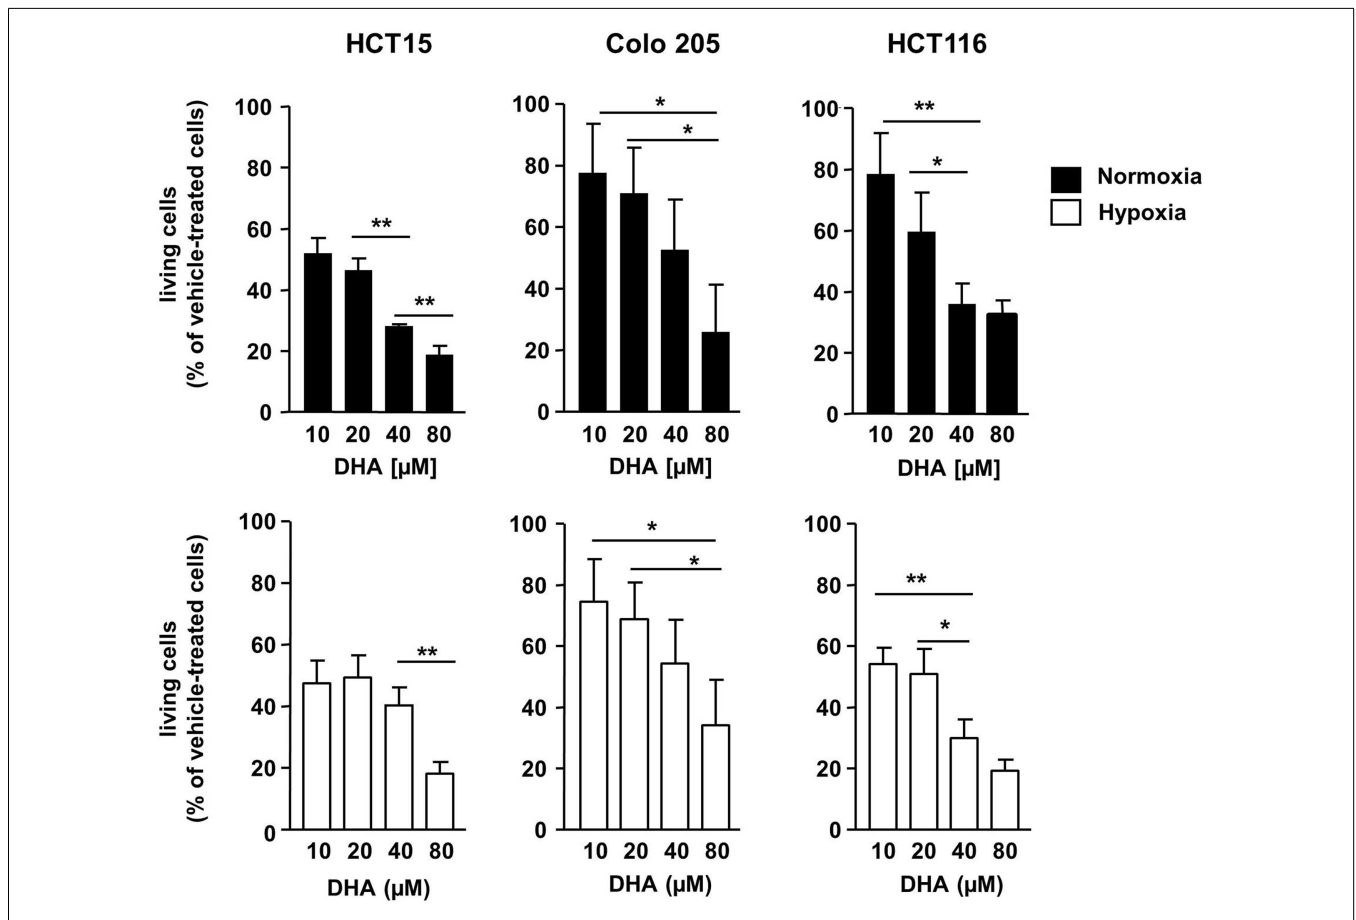 HCT15 Colo 205 HCT116
living cells
(% of vehicle-treated cells)
100
80
60
40
20
0
** **
10 20 40 80
DHA [µM]
100
80
60
40
20
0
*
*
10 20 40 80
DHA [µM]
100
80
60
40
20
0
**
*
10 20 40 80
DHA [µM]
Normoxia
Hypoxia
living cells
(% of vehicle-treated cells)
100
80
60
40
20
0
**
10 20 40 80
DHA (µM)
100
80
60
40
20
0
*
*
10 20 40 80
DHA (µM)
100
80
60
40
20
0
**
*
10 20 40 80
DHA (µM)